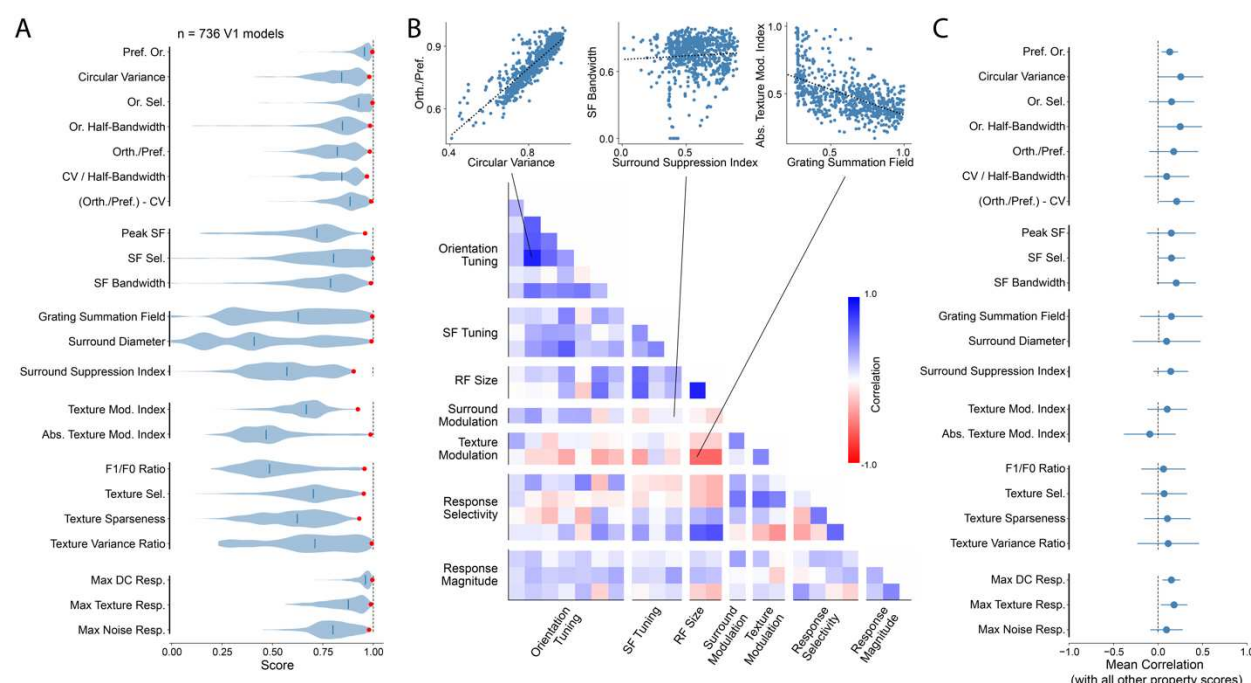 A
n = 736 V1 models
Pref. Or.
Circular Variance
Or. Sel.
Or. Half-Bandwidth
Orth./Pref.
CV / Half-Bandwidth
(Orth./Pref.) - CV
Peak SF
SF Sel.
SF Bandwidth
Grating Summation Field
Surround Diameter
Surround Suppression Index
Texture Mod. Index
Abs. Texture Mod. Index
F1/F0 Ratio
Texture Sel.
Texture Sparseness
Texture Variance Ratio
Max DC Resp.
Max Texture Resp.
Max Noise Resp.
0.00 0.25 0.50 0.75 1.00
Score
B
Orth./Pref.
0.9
0.6
0.4 0.8
Circular Variance
SF Bandwidth
0.6
0.0
0.0 0.5
Surround Suppression Index
Abs. Texture Mod. Index
1.0
0.5
0.5 1.0
Grating Summation Field
Orientation
Tuning
SF Tuning
RF Size
Surround
Modulation
Texture
Modulation
Response
Selectivity
Response
Magnitude
1.0
Correlation
-1.0
Orientation
Tuning
SF Tuning
RF Size
Surround
Modulation
Texture
Modulation
Response
Selectivity
Response
Magnitude
C
Pref. Or.
Circular Variance
Or. Sel.
Or. Half-Bandwidth
Orth./Pref.
CV / Half-Bandwidth
(Orth./Pref.) - CV
Peak SF
SF Sel.
SF Bandwidth
Grating Summation Field
Surround Diameter
Surround Suppression Index
Texture Mod. Index
Abs. Texture Mod. Index
F1/F0 Ratio
Texture Sel.
Texture Sparseness
Texture Variance Ratio
Max DC Resp.
Max Texture Resp.
Max Noise Resp.
−1.0 −0.5 0.0 0.5 1.0
Mean Correlation
(with all other property scores)